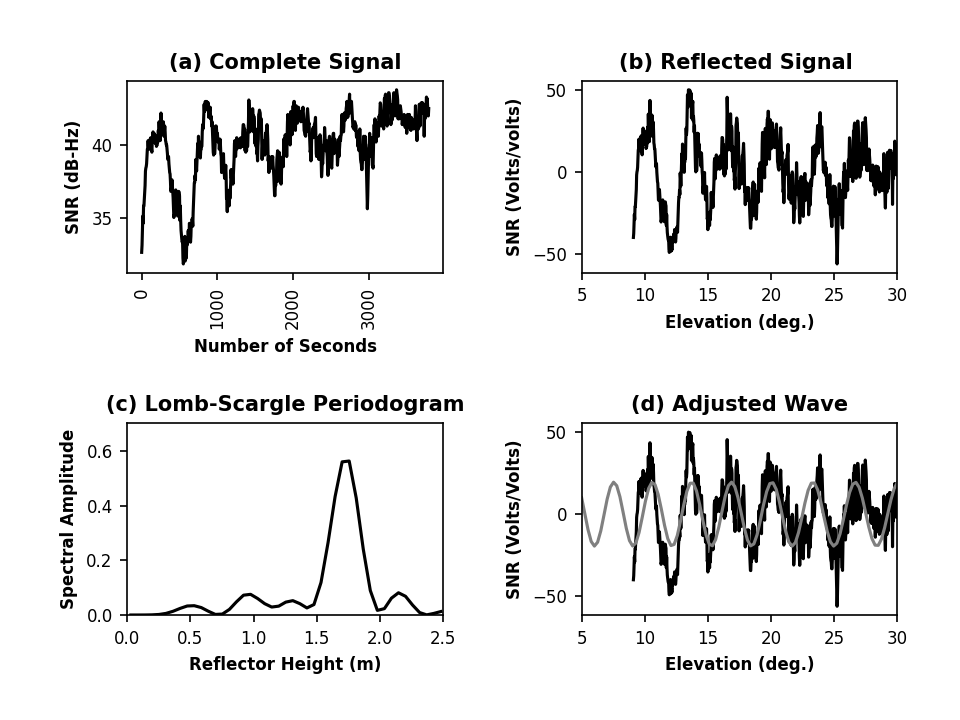 (a) Complete Signal
SNR (dB-Hz)
40
35
0
1000
2000
3000
Number of Seconds
(b) Reflected Signal
SNR (Volts/volts)
50
0
−50
5 10 15 20 25 30
Elevation (deg.)
(c) Lomb-Scargle Periodogram
Spectral Amplitude
0.6
0.4
0.2
0.0
0.0 0.5 1.0 1.5 2.0 2.5
Reflector Height (m)
(d) Adjusted Wave
SNR (Volts/Volts)
50
0
−50
5 10 15 20 25 30
Elevation (deg.)